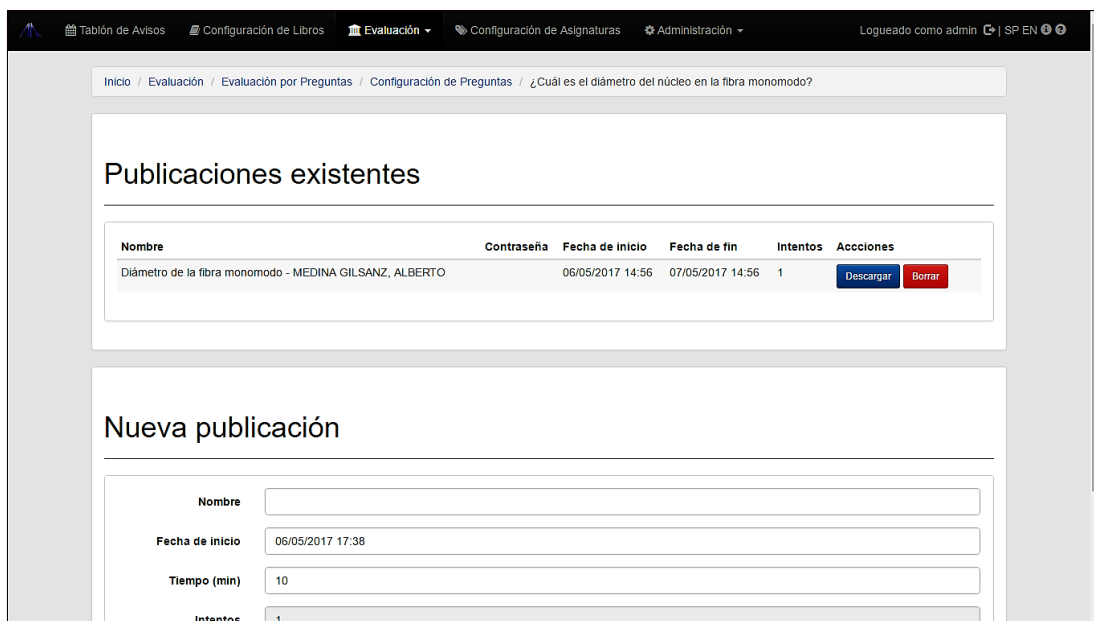 Tablón de Avisos Configuración de Libros Evaluación Configuración de Asignaturas Administración Logueado como admin | SP EN
Inicio / Evaluación / Evaluación por Preguntas / Configuración de Preguntas / ¿Cuál es el diámetro del núcleo en la fibra monomodo?
Publicaciones existentes
Nombre Contraseña Fecha de inicio Fecha de fin Intentos Accciones
Diámetro de la fibra monomodo - MEDINA GILSANZ, ALBERTO 06/05/2017 14:56 07/05/2017 14:56 1 Descargar Borrar
Nueva publicación
Nombre
Fecha de inicio 06/05/2017 17:38
Tiempo (min) 10
Intentos 1